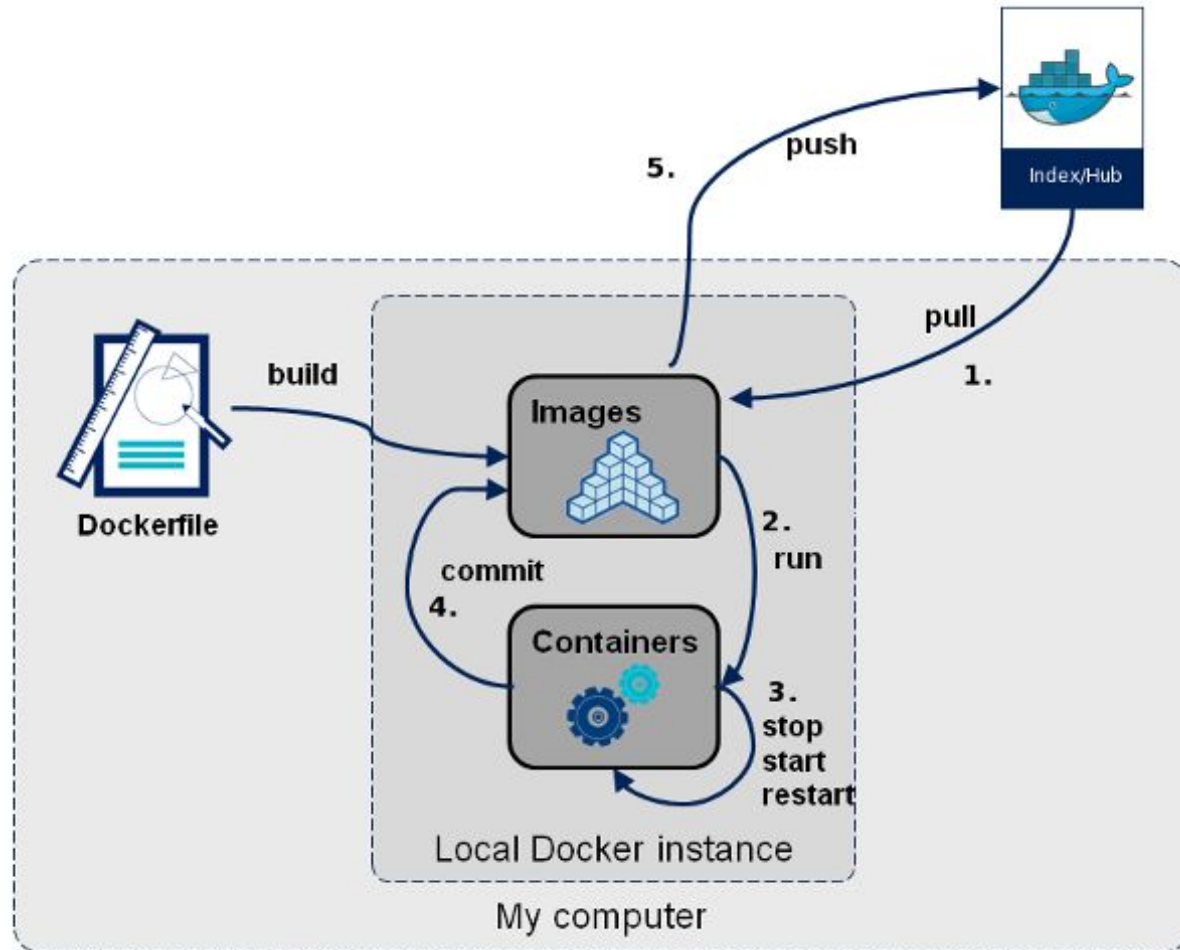 push
5.
Index/Hub
pull
1.
build
Images
Dockerfile
2.
run
commit
4.
Containers
3.
stop
start
restart
Local Docker instance
My computer